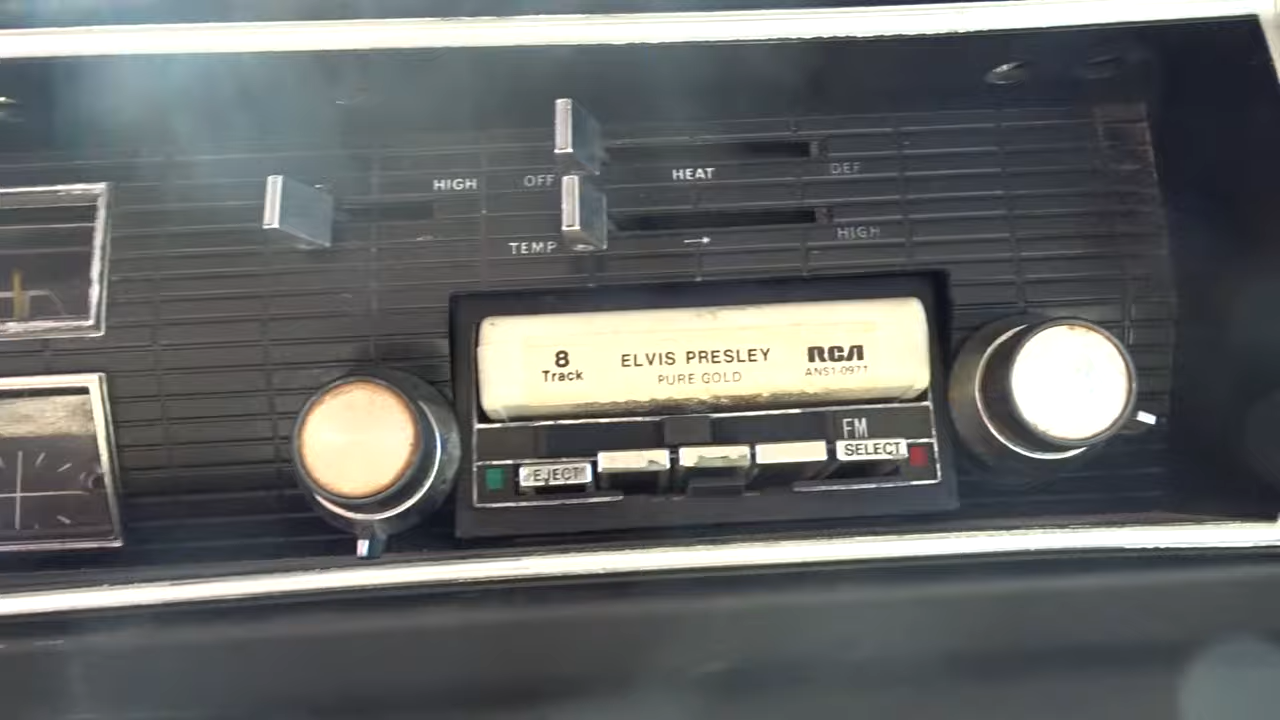 HIGH
OFF
HEAT
DEF
TEMP
→
HIGH
8
Track
ELVIS PRESLEY
PURE GOLD
RCA
ANS1-0971
FM
EJECT
SELECT